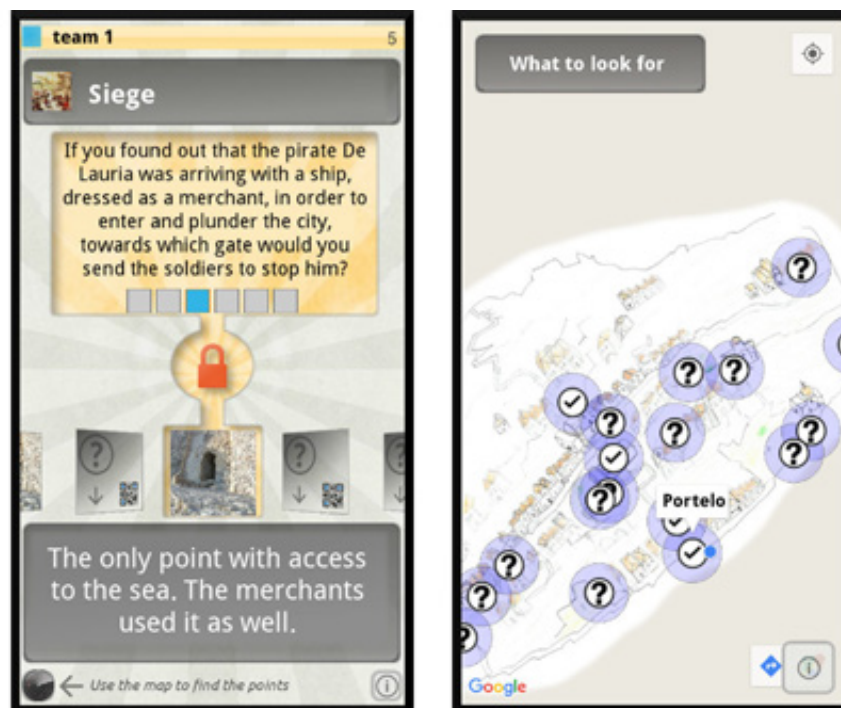 team 1
5
Siege
If you found out that the pirate De
Lauria was arriving with a ship,
dressed as a merchant, in order to
enter and plunder the city,
towards which gate would you
send the soldiers to stop him?
The only point with access
to the sea. The merchants
used it as well.
Use the map to find the points
What to look for
Portelo
Google